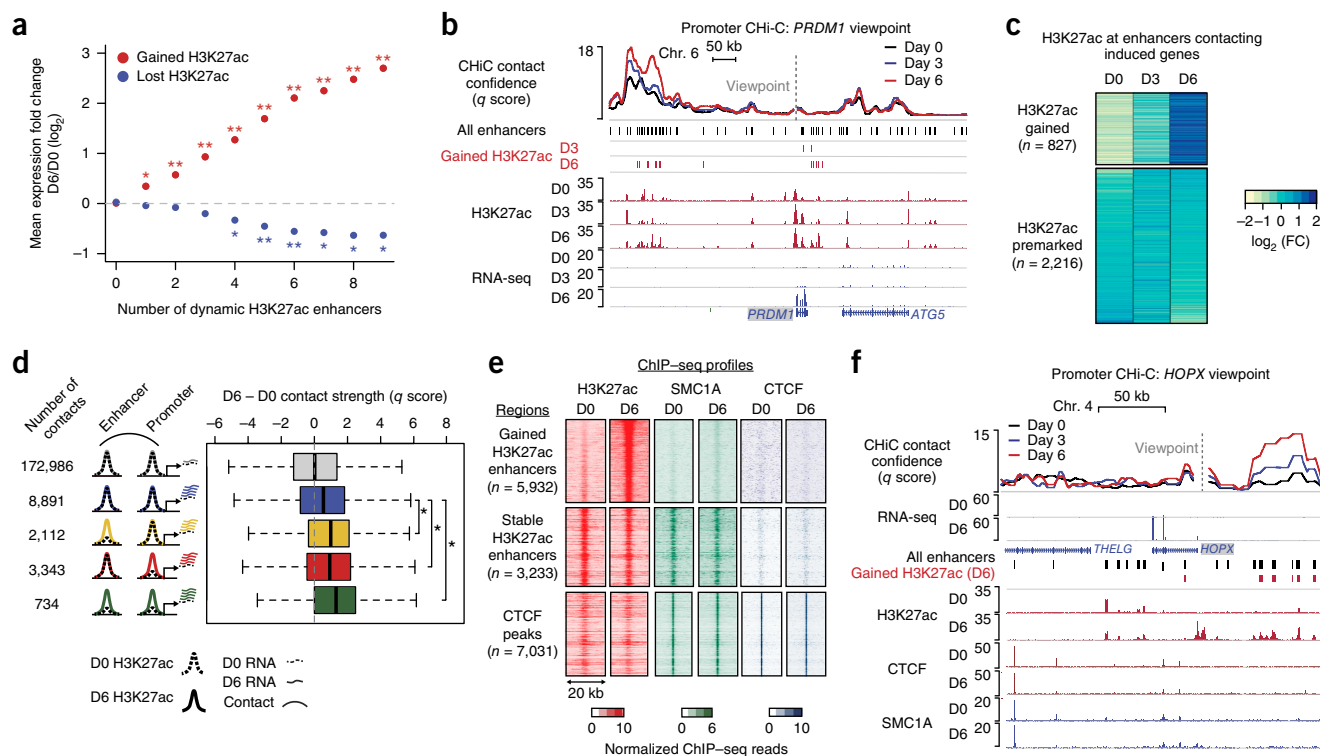 a
Mean expression fold change
D6/D0 (log2)
3
2
1
0
−1
Gained H3K27ac
Lost H3K27ac
*
**
**
**
**
**
**
**
**
*
**
**
*
*
*
0
2
4
6
8
Number of dynamic H3K27ac enhancers
b
Promoter CHi-C: PRDM1 viewpoint
18
Chr. 6
50 kb
Day 0
Day 3
Day 6
Viewpoint
CHiC contact
confidence
(q score)
0
All enhancers
Gained H3K27ac
D3
D6
H3K27ac
D0 35
D3 35
D6 35
RNA-seq
D0 20
D3 20
D6 20
PRDM1
ATG5
c
H3K27ac at enhancers contacting
induced genes
D0 D3 D6
H3K27ac
gained
(n = 827)
H3K27ac
premarked
(n = 2,216)
−2 −1 0 1 2
log2 (FC)
d
Number of
contacts
Enhancer
Promoter
D6 – D0 contact strength (q score)
−6 −4 −2 0 2 4 6 8
172,986
8,891
2,112
3,343
734
*
*
*
D0 H3K27ac
D6 H3K27ac
D0 RNA
D6 RNA
Contact
e
ChIP–seq profiles
H3K27ac SMC1A CTCF
Regions
D0 D6 D0 D6 D0 D6
Gained
H3K27ac
enhancers
(n = 5,932)
Stable
H3K27ac
enhancers
(n = 3,233)
CTCF
peaks
(n = 7,031)
20 kb
0 10
0 6
0 10
Normalized ChIP–seq reads
f
Promoter CHi-C: HOPX viewpoint
Chr. 4
50 kb
15
Day 0
Day 3
Day 6
Viewpoint
CHiC contact
confidence
(q score)
0
RNA-seq
D0 60
D6 60
THELG
HOPX
All enhancers
Gained H3K27ac (D6)
H3K27ac
D0 35
D6 35
CTCF
D0 50
D6 50
SMC1A
D0 20
D6 20